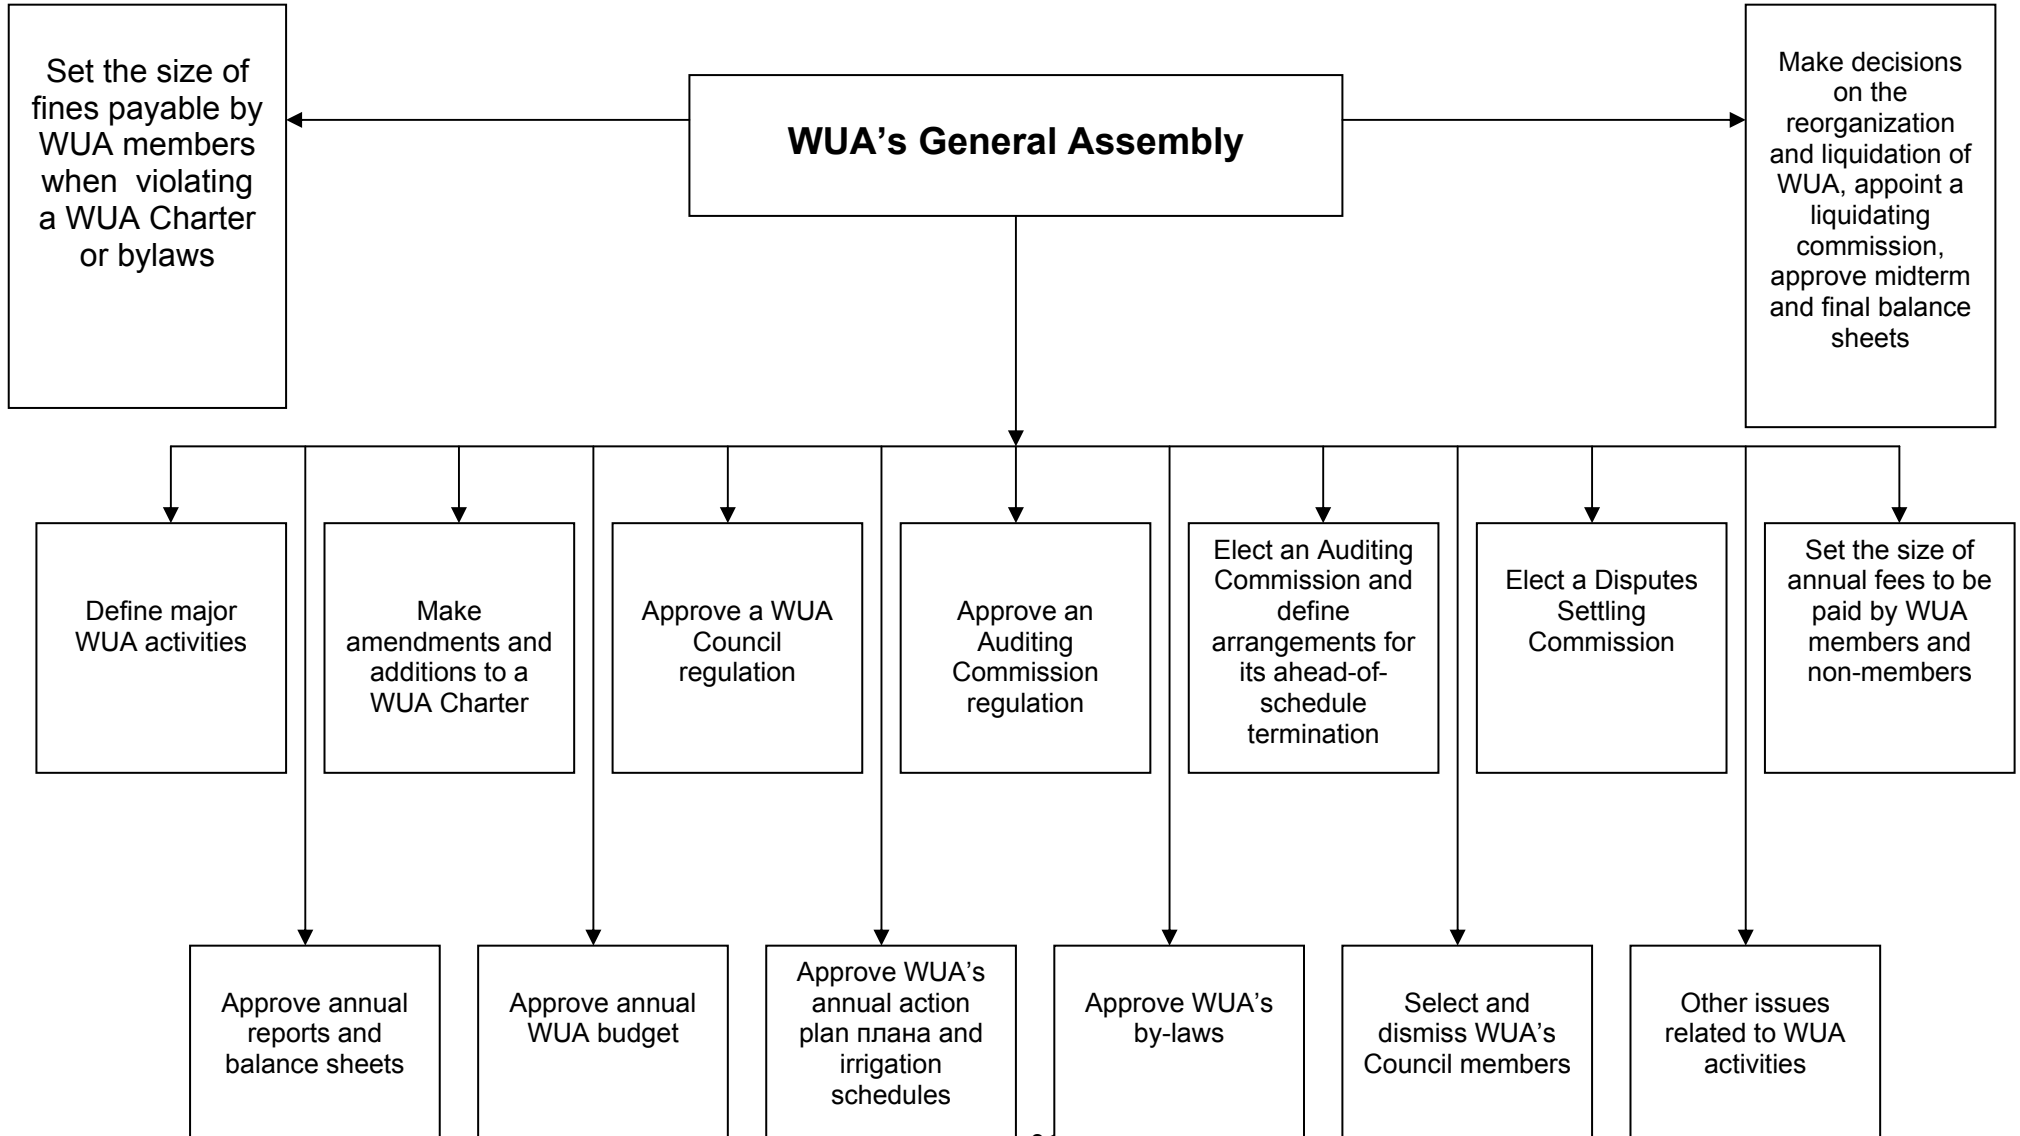 Set the size of
fines payable by
WUA members
when violating
a WUA Charter
or bylaws
WUA’s General Assembly
Make decisions
on the
reorganization
and liquidation of
WUA, appoint a
liquidating
commission,
approve midterm
and final balance
sheets
Define major
WUA activities
Make
amendments and
additions to a
WUA Charter
Approve a WUA
Council
regulation
Approve an
Auditing
Commission
regulation
Elect an Auditing
Commission and
define
arrangements for
its ahead-of-
schedule
termination
Elect a Disputes
Settling
Commission
Set the size of
annual fees to be
paid by WUA
members and
non-members
Approve annual
reports and
balance sheets
Approve annual
WUA budget
Approve WUA’s
annual action
plan плана and
irrigation
schedules
Approve WUA’s
by-laws
Select and
dismiss WUA’s
Council members
Other issues
related to WUA
activities